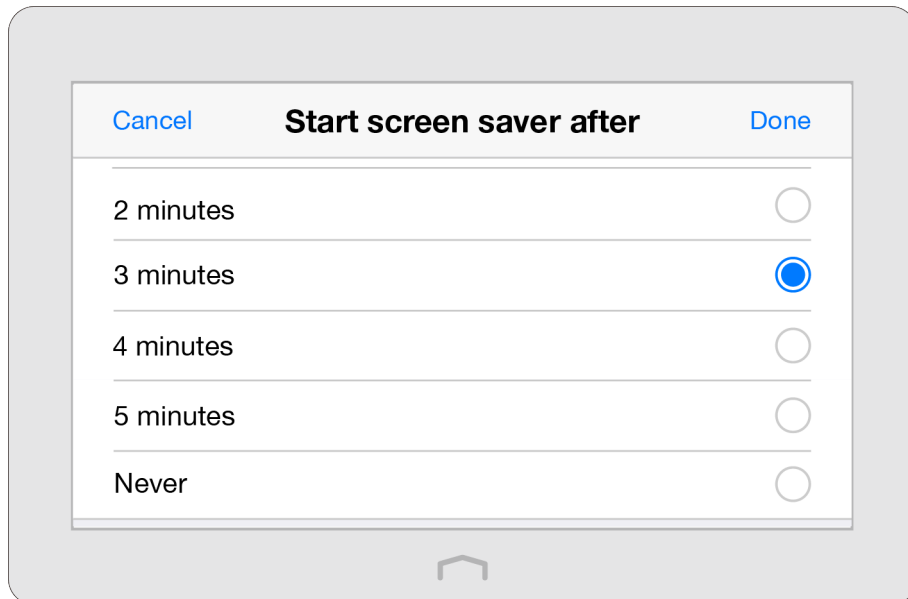 Cancel Start screen saver after Done
2 minutes
3 minutes
4 minutes
5 minutes
Never